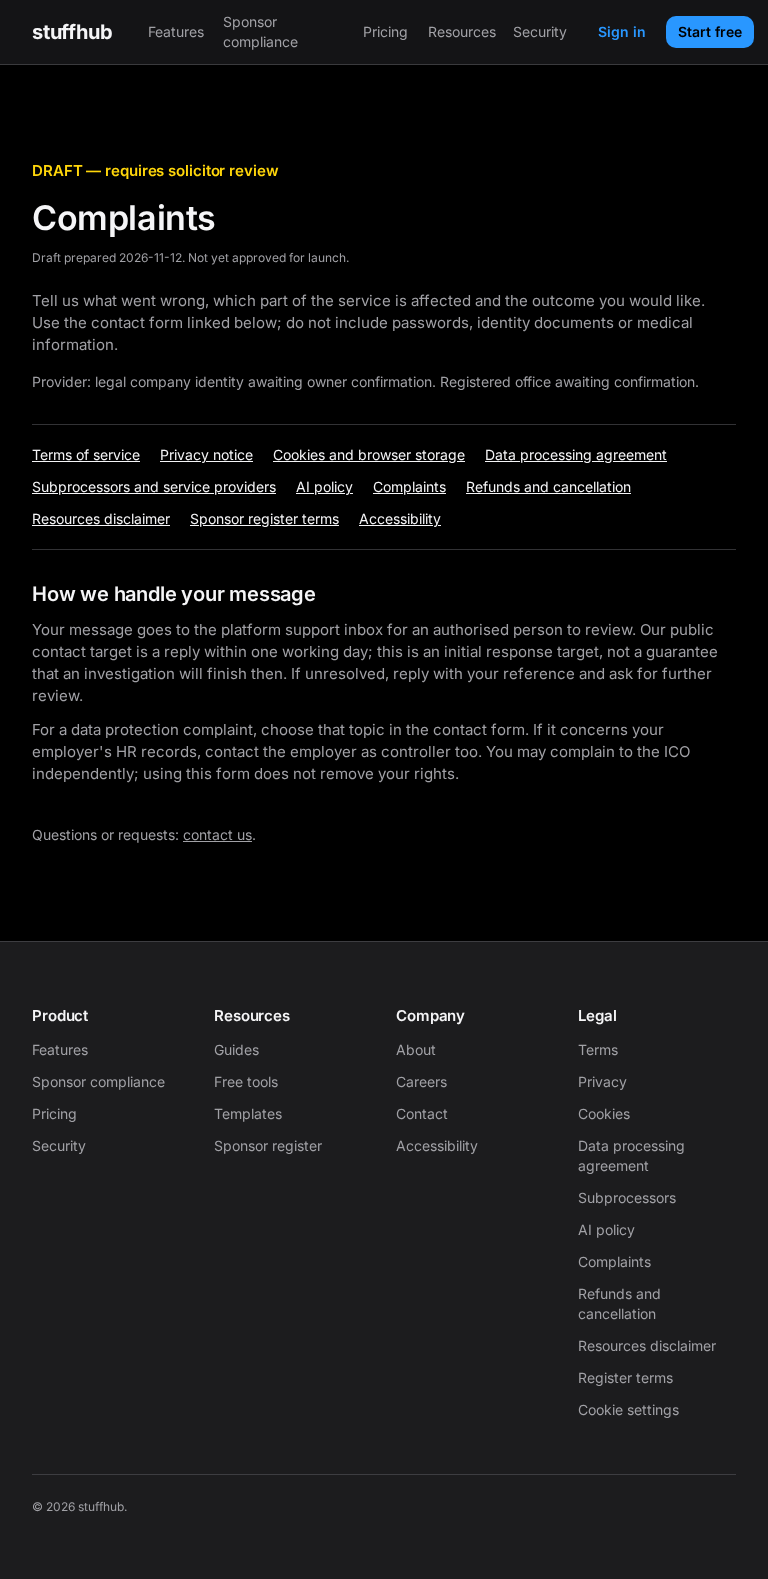 stuffhub
Features
Sponsor
compliance
Pricing
Resources
Security
Sign in
Start free
DRAFT — requires solicitor review
Complaints
Draft prepared 2026-11-12. Not yet approved for launch.
Tell us what went wrong, which part of the service is affected and the outcome you would like.
Use the contact form linked below; do not include passwords, identity documents or medical
information.
Provider: legal company identity awaiting owner confirmation. Registered office awaiting confirmation.
Terms of service Privacy notice Cookies and browser storage Data processing agreement
Subprocessors and service providers AI policy Complaints Refunds and cancellation
Resources disclaimer Sponsor register terms Accessibility
How we handle your message
Your message goes to the platform support inbox for an authorised person to review. Our public
contact target is a reply within one working day; this is an initial response target, not a guarantee
that an investigation will finish then. If unresolved, reply with your reference and ask for further
review.
For a data protection complaint, choose that topic in the contact form. If it concerns your
employer's HR records, contact the employer as controller too. You may complain to the ICO
independently; using this form does not remove your rights.
Questions or requests: contact us.
Product
Features
Sponsor compliance
Pricing
Security
Resources
Guides
Free tools
Templates
Sponsor register
Company
About
Careers
Contact
Accessibility
Legal
Terms
Privacy
Cookies
Data processing
agreement
Subprocessors
AI policy
Complaints
Refunds and
cancellation
Resources disclaimer
Register terms
Cookie settings
© 2026 stuffhub.